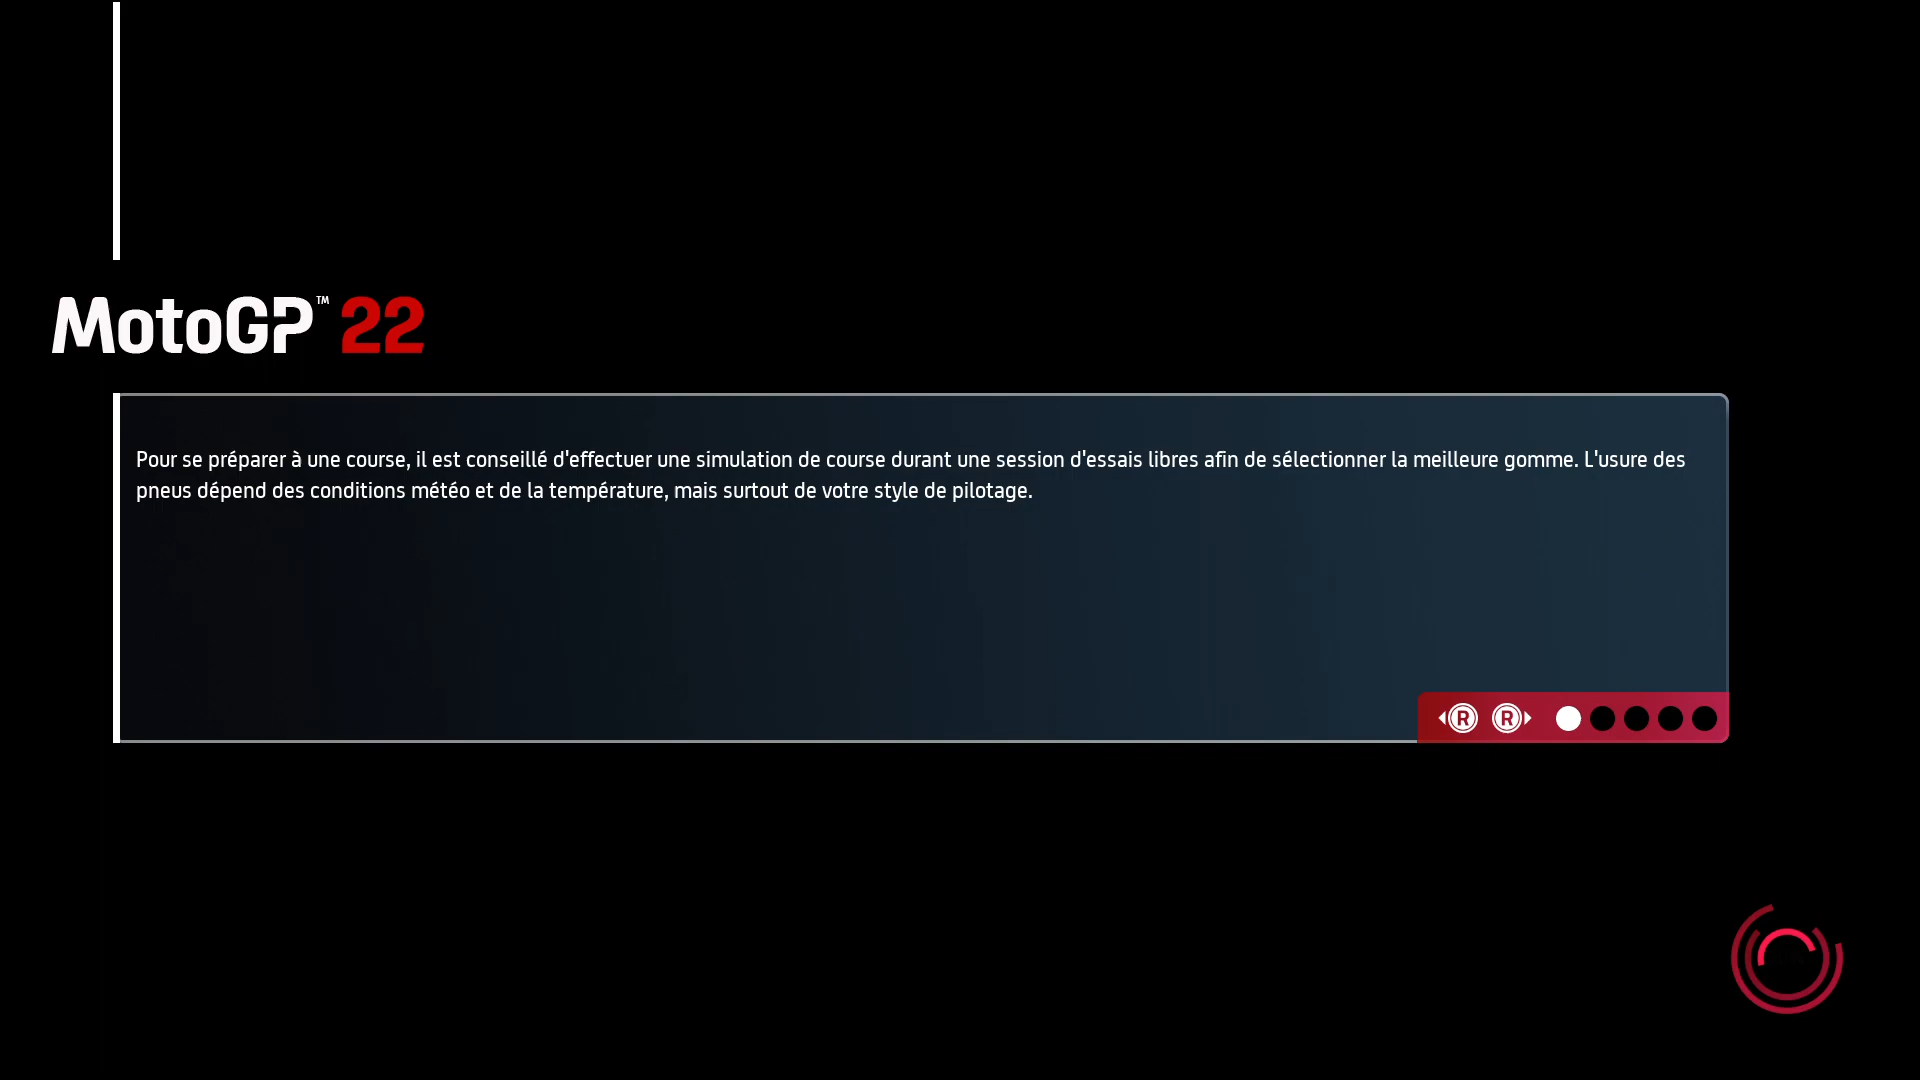 MotoGP™ 22
Pour se préparer à une course, il est conseillé d'effectuer une simulation de course durant une session d'essais libres afin de sélectionner la meilleure gomme. L'usure des
pneus dépend des conditions météo et de la température, mais surtout de votre style de pilotage.
R R